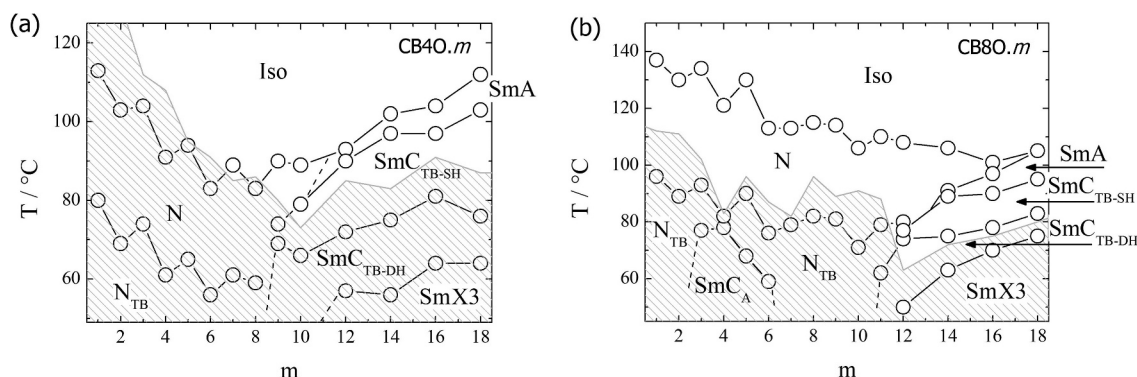 (a)
CB4O.m
Iso
SmA
SmC TB-SH
N
SmC TB-DH
N TB
SmX3
120
100
80
60
T / °C
2 4 6 8 10 12 14 16 18
m
(b)
CB8O.m
Iso
N
SmA
SmC TB-SH
SmC TB-DH
N TB
N TB
SmC A
SmX3
140
120
100
80
60
T / °C
2 4 6 8 10 12 14 16 18
m